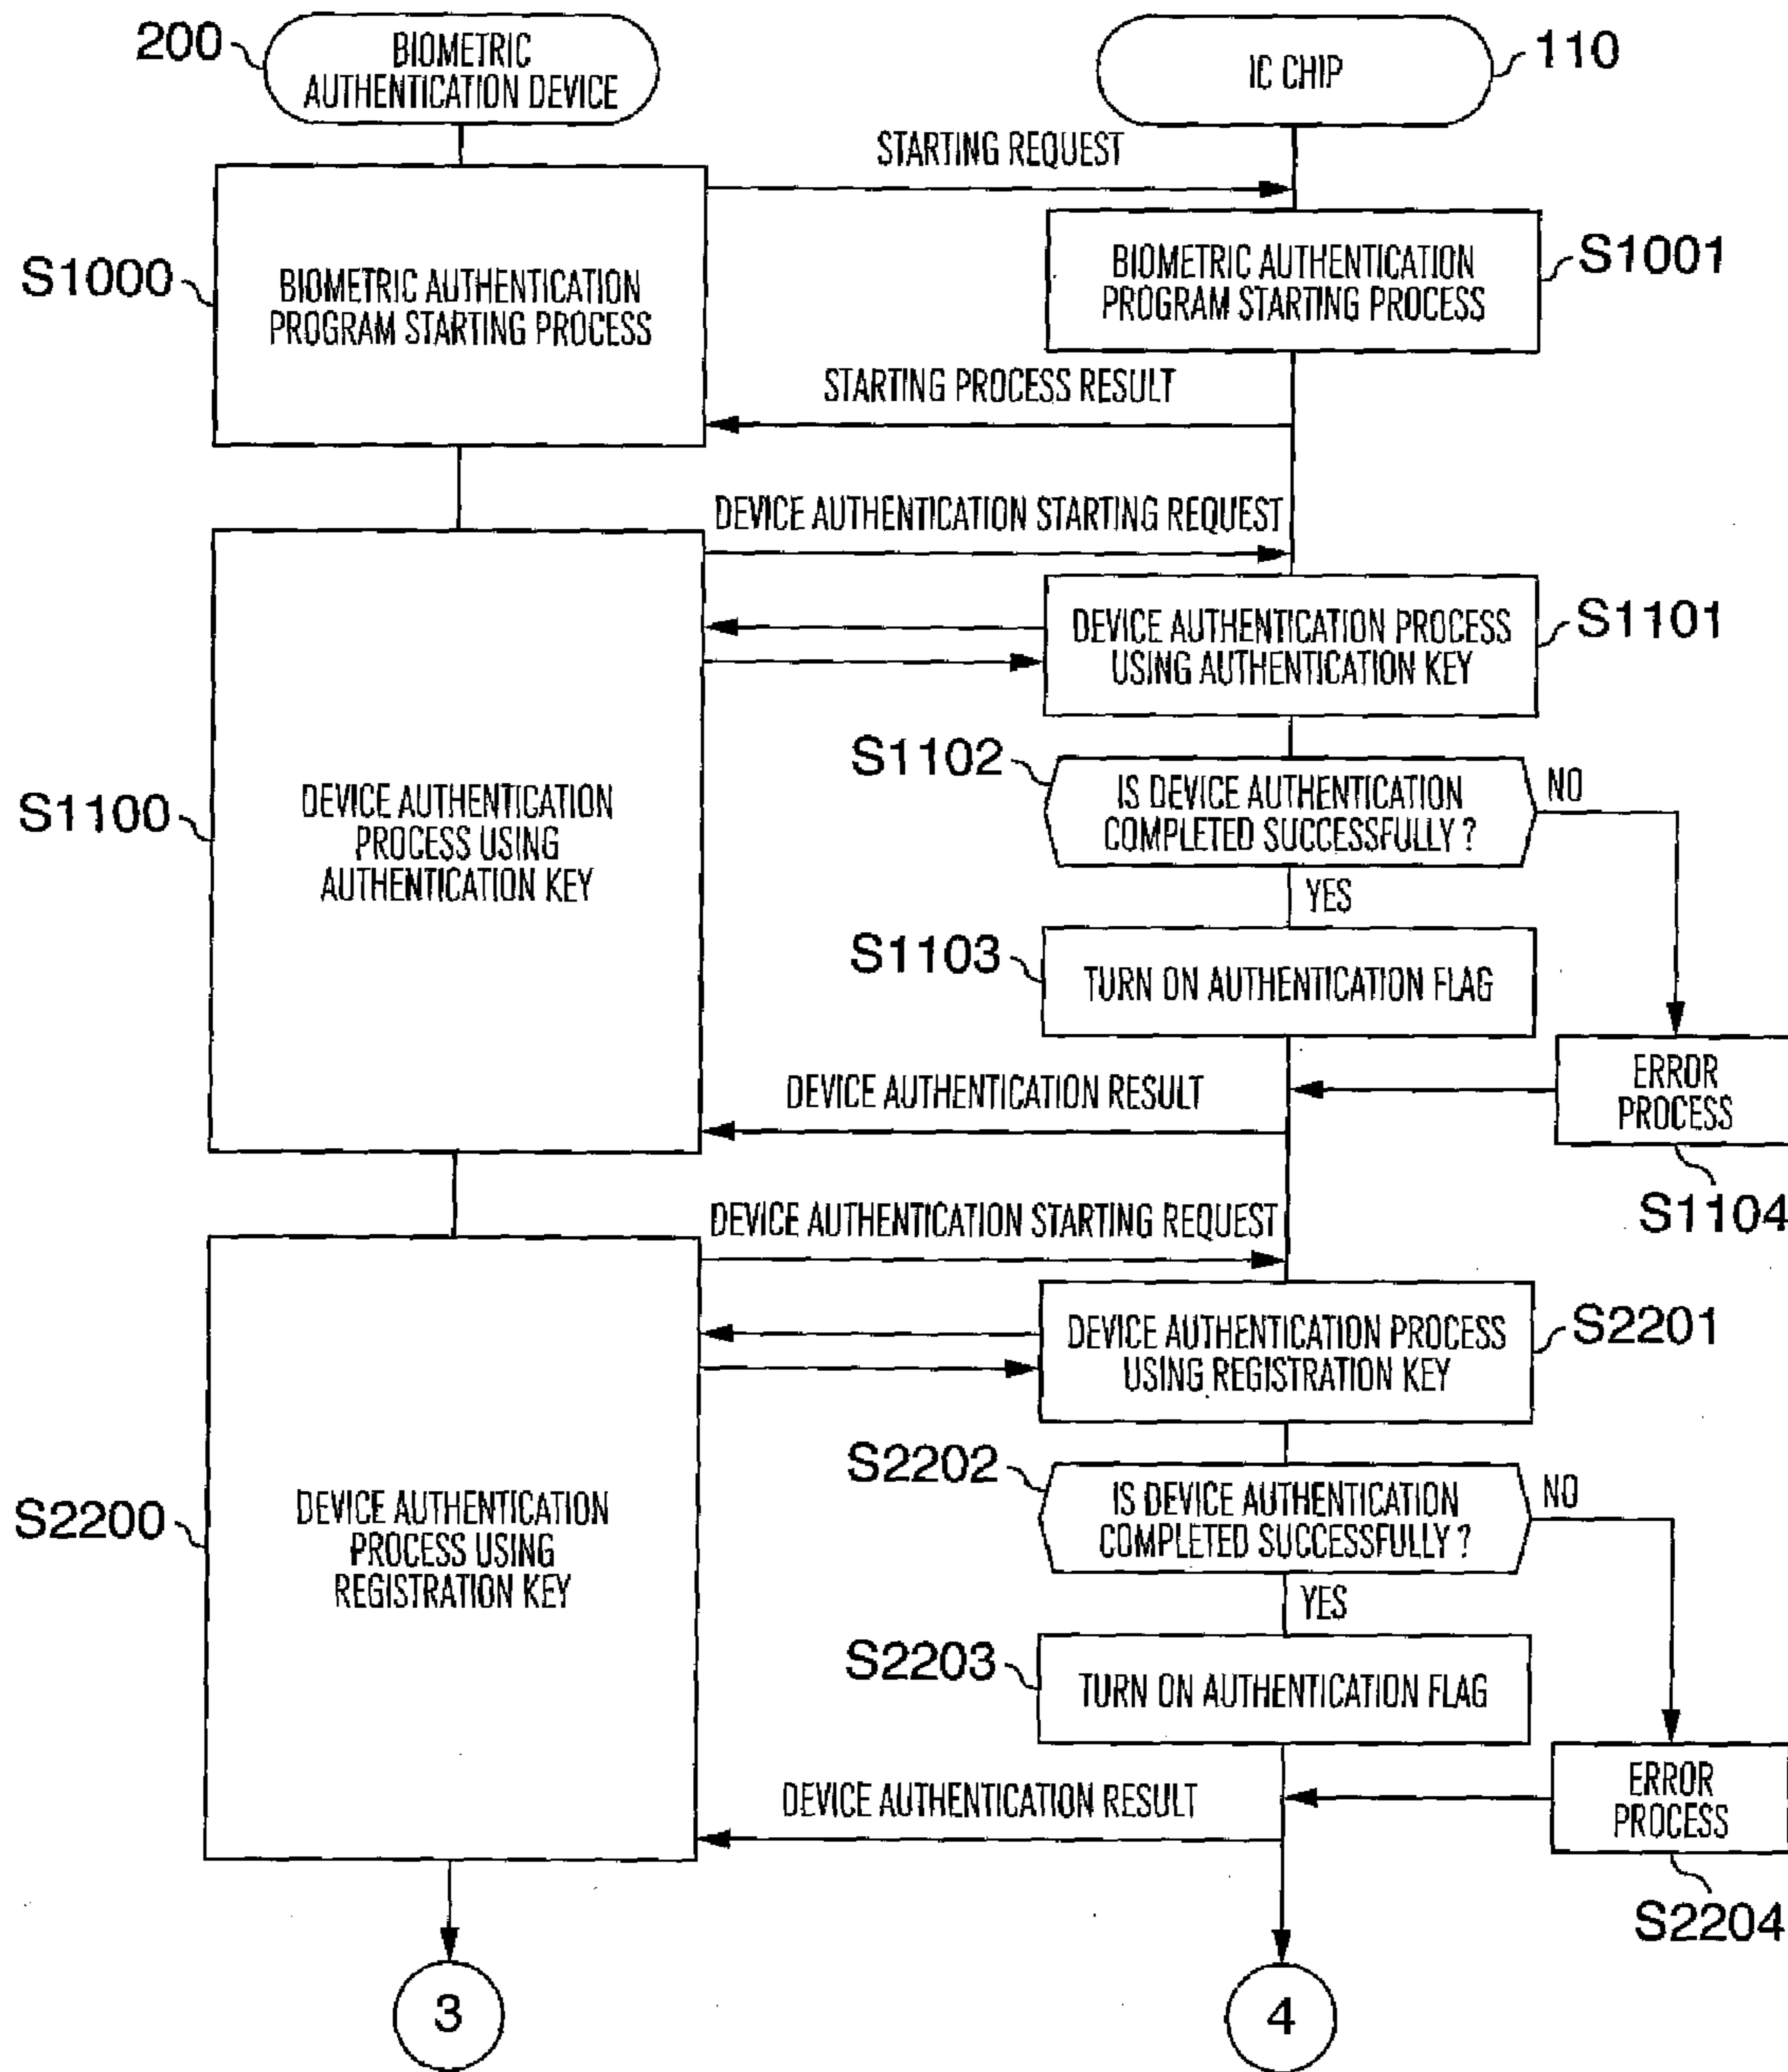 200
BIOMETRIC
AUTHENTICATION DEVICE
IC CHIP
110
STARTING REQUEST
S1000
BIOMETRIC AUTHENTICATION
PROGRAM STARTING PROCESS
BIOMETRIC AUTHENTICATION
PROGRAM STARTING PROCESS
S1001
STARTING PROCESS RESULT
DEVICE AUTHENTICATION STARTING REQUEST
S1100
DEVICE AUTHENTICATION
PROCESS USING
AUTHENTICATION KEY
DEVICE AUTHENTICATION PROCESS
USING AUTHENTICATION KEY
S1101
S1102
IS DEVICE AUTHENTICATION
COMPLETED SUCCESSFULLY?
NO
YES
S1103
TURN ON AUTHENTICATION FLAG
ERROR
PROCESS
S1104
DEVICE AUTHENTICATION RESULT
DEVICE AUTHENTICATION STARTING REQUEST
S2200
DEVICE AUTHENTICATION
PROCESS USING
REGISTRATION KEY
DEVICE AUTHENTICATION PROCESS
USING REGISTRATION KEY
S2201
S2202
IS DEVICE AUTHENTICATION
COMPLETED SUCCESSFULLY?
NO
YES
S2203
TURN ON AUTHENTICATION FLAG
ERROR
PROCESS
S2204
DEVICE AUTHENTICATION RESULT
3
4